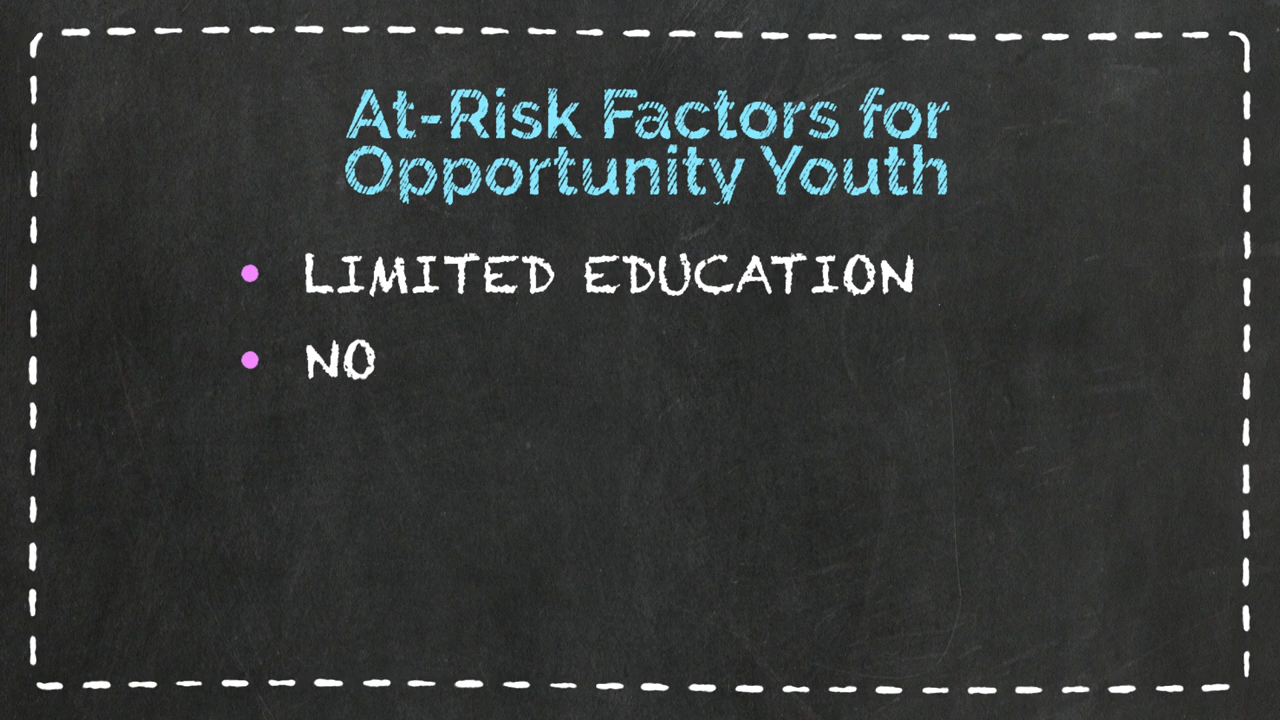 At-Risk Factors for
Opportunity Youth
LIMITED EDUCATION
NO